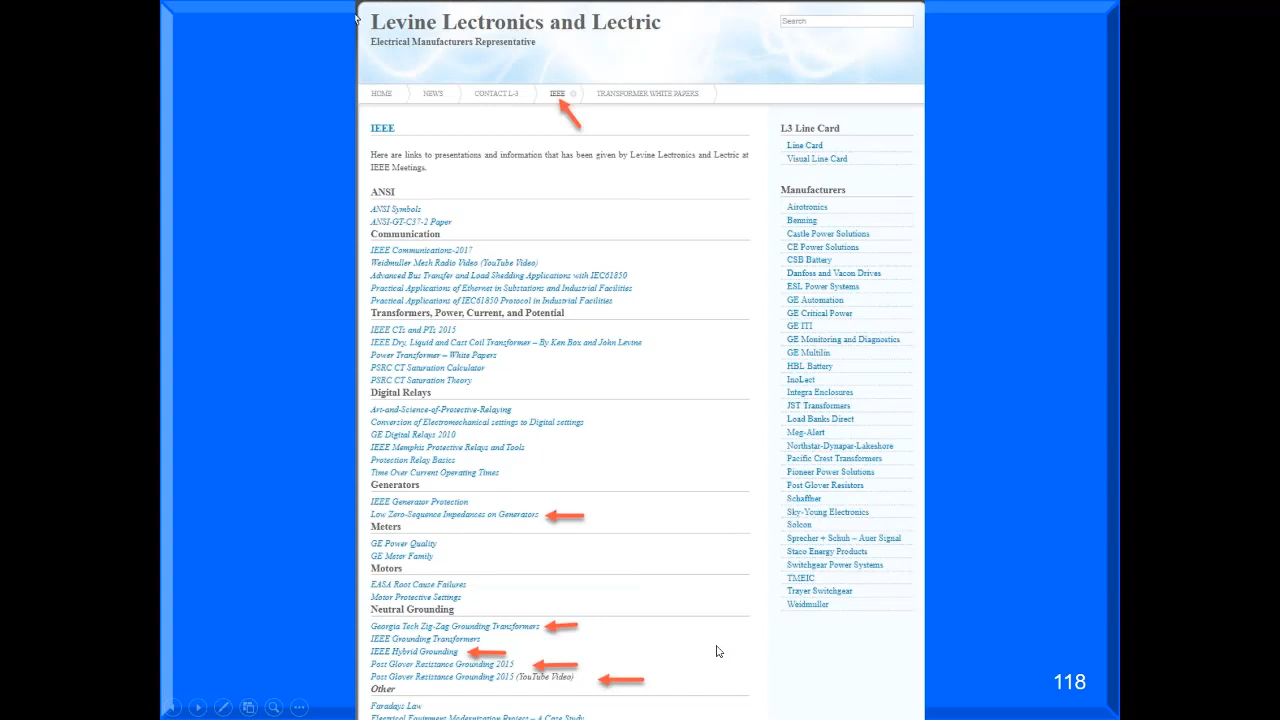 Levine Lectronics and Lectric
Electrical Manufacturers Representative
Search
HOME
NEWS
CONTACT L-3
IEEE
TRANSFORMER WHITE PAPERS
IEEE
Here are links to presentations and information that has been given by Levine Lectronics and Lectric at
IEEE Meetings.
ANSI
ANSI Symbols
ANSI-GT-C37-2 Paper
Communication
IEEE Communications-2017
Weidmuller Mesh Radio Video (YouTube Video)
Advanced Bus Transfer and Load Shedding Applications with IEC61850
Practical Applications of Ethernet in Substations and Industrial Facilities
Practical Applications of IEC61850 Protocol in Industrial Facilities
Transformers, Power, Current, and Potential
IEEE CTs and PTs 2015
IEEE Dry, Liquid and Cast Coil Transformer – By Ken Box and John Levine
Power Transformer – White Papers
PSRC CT Saturation Calculator
PSRC CT Saturation Theory
Digital Relays
Art-and-Science-of-Protective-Relaying
Conversion of Electromechanical settings to Digital settings
GE Digital Relays 2010
IEEE Memphis Protective Relays and Tools
Protection Relay Basics
Time Over Current Operating Times
Generators
IEEE Generator Protection
Low Zero-Sequence Impedances on Generators
Meters
GE Power Quality
GE Meter Family
Motors
EASA Root Cause Failures
Motor Protective Settings
Neutral Grounding
Georgia Tech Zig-Zag Grounding Transformers
IEEE Grounding Transformers
IEEE Hybrid Grounding
Post Glover Resistance Grounding 2015
Post Glover Resistance Grounding 2015 (YouTube Video)
Other
Faradays Law
Electrical Equipment Modernization Protect – A Case Study
L3 Line Card
Line Card
Visual Line Card
Manufacturers
Airotronics
Benning
Castle Power Solutions
CE Power Solutions
CSB Battery
Danfoss and Vacon Drives
ESL Power Systems
GE Automation
GE Critical Power
GE ITI
GE Monitoring and Diagnostics
GE Multilin
HBL Battery
InoLect
Integra Enclosures
JST Transformers
Load Banks Direct
Meg-Alert
Northstar-Dynapar-Lakeshore
Pacific Crest Transformers
Pioneer Power Solutions
Post Glover Resistors
Schaffner
Sky-Young Electronics
Solcon
Sprecher + Schuh – Auer Signal
Staco Energy Products
Switchgear Power Systems
TMEIC
Trayer Switchgear
Weidmuller
118